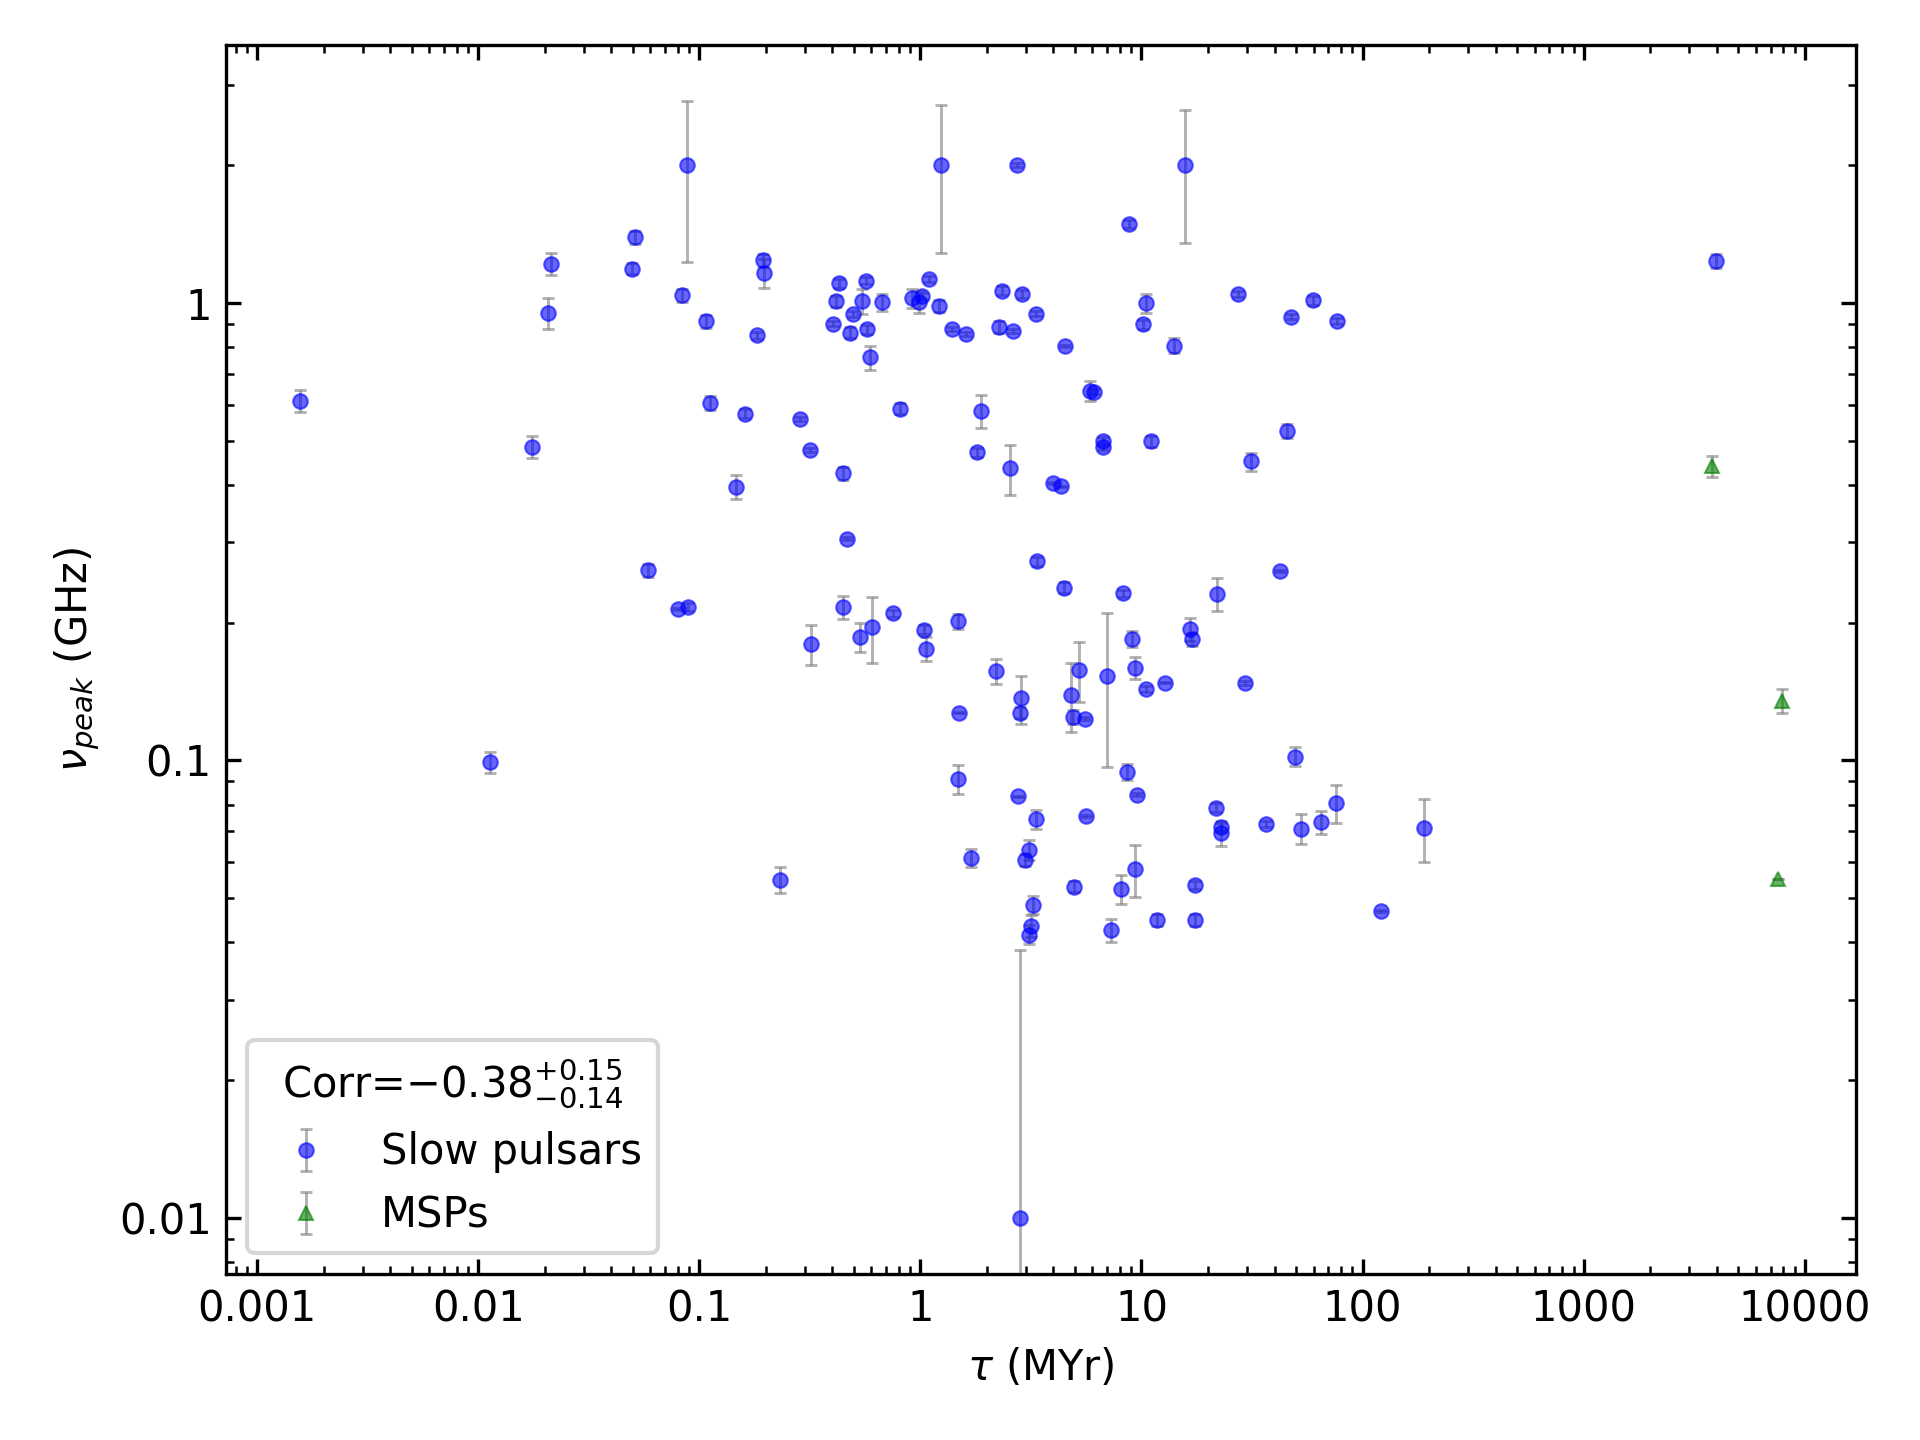 1
0.1
0.01
ν_peak (GHz)
Corr=−0.38 +0.15 −0.14
Slow pulsars
MSPs
0.001 0.01 0.1 1 10 100 1000 10000
τ (MYr)